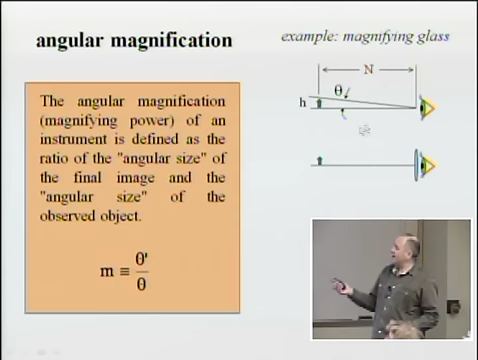 angular magnification
example: magnifying glass
N
θ
h
The angular magnification
(magnifying power) of an
instrument is defined as the
ratio of the "angular size" of
the final image and the
"angular size" of the
observed object.
m ≡ θ' / θ